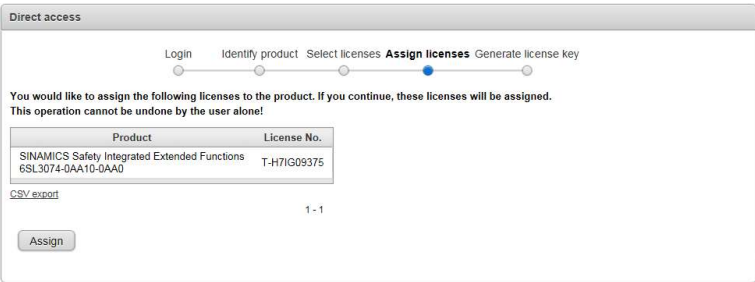 Direct access
Login Identify product Select licenses Assign licenses Generate license key
You would like to assign the following licenses to the product. If you continue, these licenses will be assigned.
This operation cannot be undone by the user alone!
Product License No.
SINAMICS Safety Integrated Extended Functions
6SL3074-0AA10-0AA0 T-H7IG09375
CSV export
1 - 1
Assign